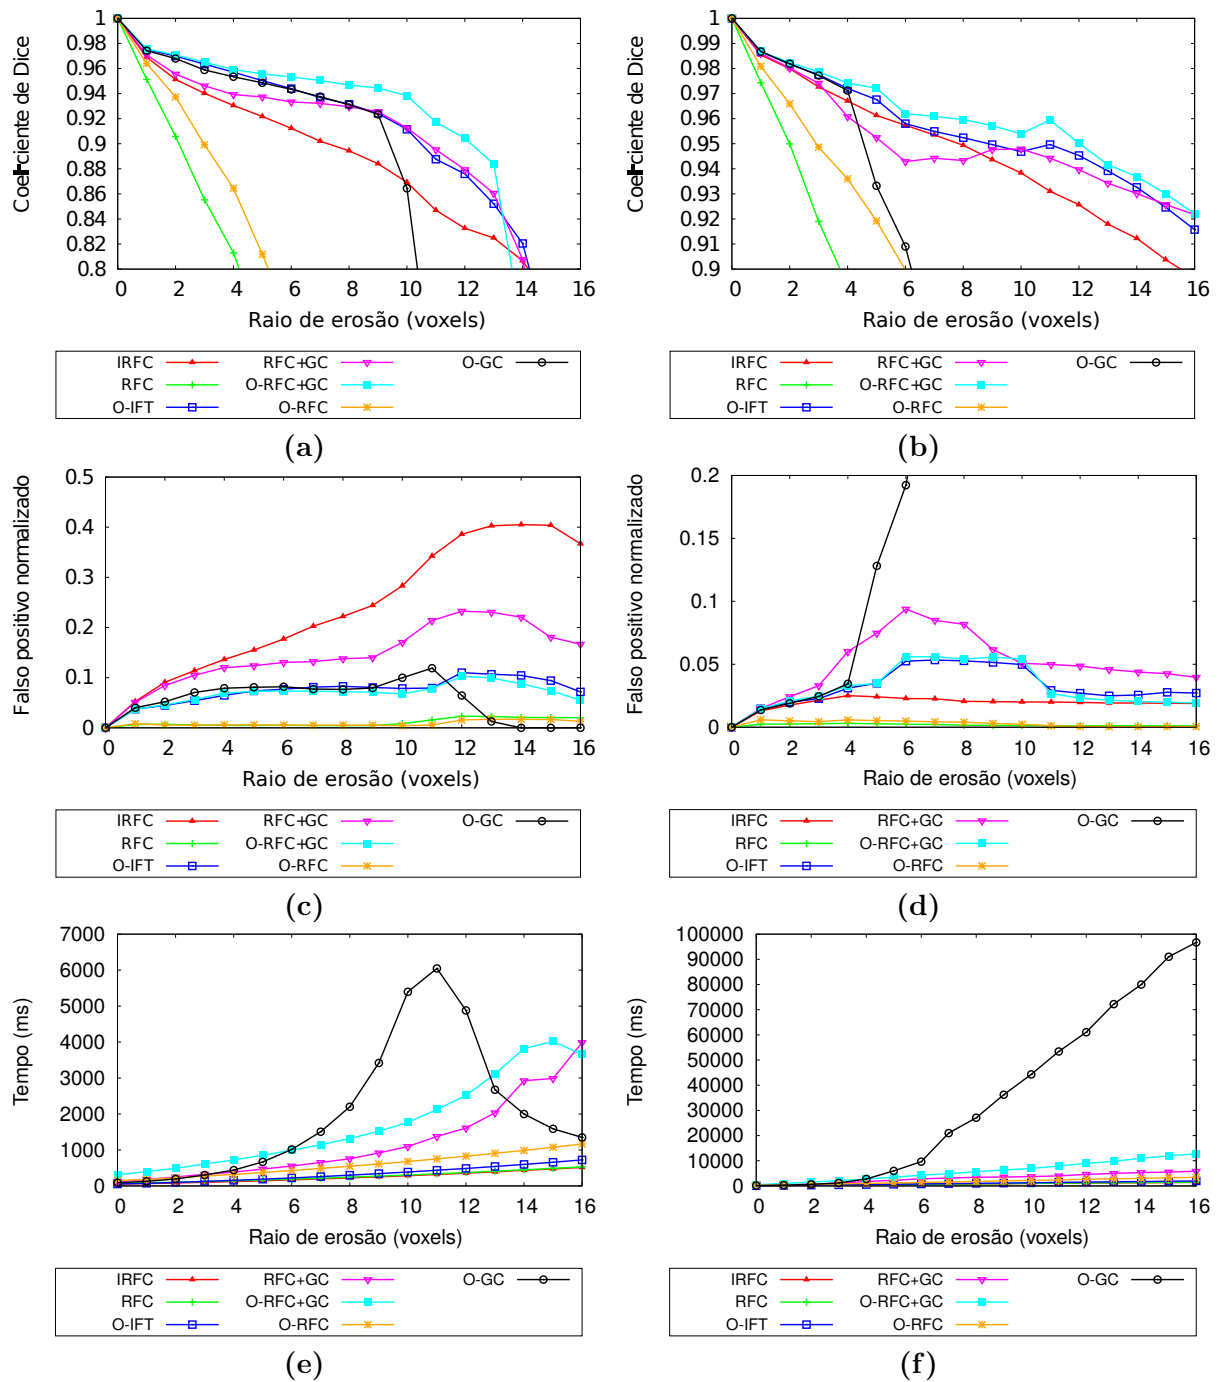 1
0.98
0.96
0.94
0.92
0.9
0.88
0.86
0.84
0.82
0.8
0 2 4 6 8 10 12 14 16
de Dice
Raio de erosão (voxels)
IRFC RFC+GC O-GC
RFC O-RFC+GC
O-IFT O-RFC
(a)
1
0.99
0.98
0.97
0.96
0.95
0.94
0.93
0.92
0.91
0.9
0 2 4 6 8 10 12 14 16
de Dice
Raio de erosão (voxels)
IRFC RFC+GC O-GC
RFC O-RFC+GC
O-IFT O-RFC
(b)
0.5
0.4
0.3
0.2
0.1
0
0 2 4 6 8 10 12 14 16
Falso positivo normalizado
Raio de erosão (voxels)
IRFC RFC+GC O-GC
RFC O-RFC+GC
O-IFT O-RFC
(c)
0.2
0.15
0.1
0.05
0
0 2 4 6 8 10 12 14 16
Falso positivo normalizado
Raio de erosão (voxels)
IRFC RFC+GC O-GC
RFC O-RFC+GC
O-IFT O-RFC
(d)
7000
6000
5000
4000
3000
2000
1000
0
0 2 4 6 8 10 12 14 16
Tempo (ms)
Raio de erosão (voxels)
IRFC RFC+GC O-GC
RFC O-RFC+GC
O-IFT O-RFC
(e)
100000
90000
80000
70000
60000
50000
40000
30000
20000
10000
0
0 2 4 6 8 10 12 14 16
Tempo (ms)
Raio de erosão (voxels)
IRFC RFC+GC O-GC
RFC O-RFC+GC
O-IFT O-RFC
(f)